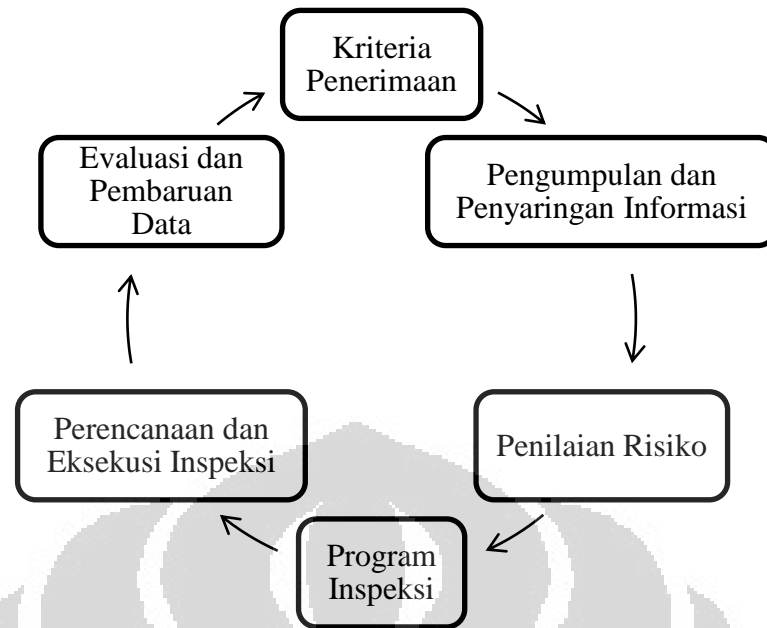 Kriteria
Penerimaan
Pengumpulan dan
Penyaringan Informasi
Penilaian Risiko
Program
Inspeksi
Perencanaan dan
Eksekusi Inspeksi
Evaluasi dan
Pembaruan
Data